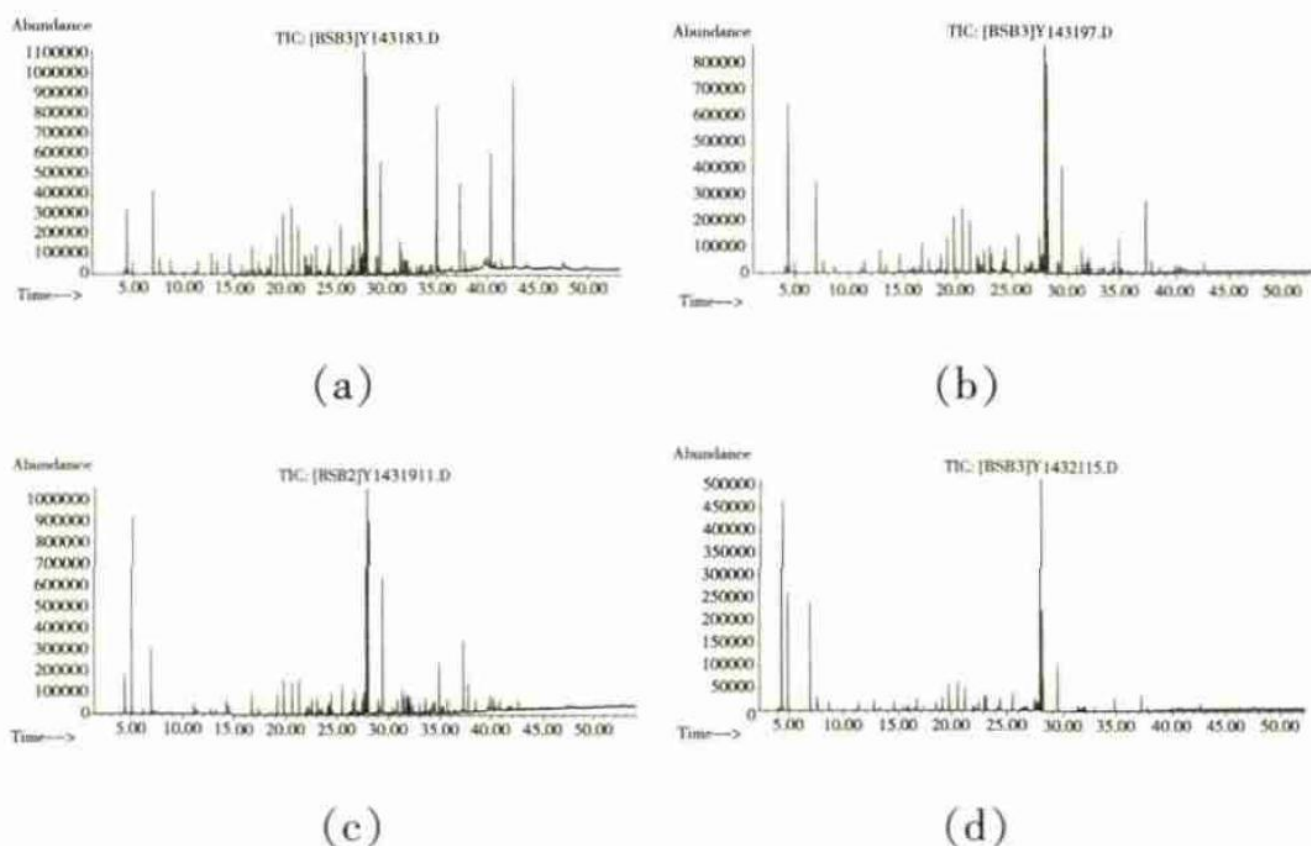 Abundance
TIC: [BSB3]Y143183.D
1100000
1000000
900000
800000
700000
600000
500000
400000
300000
200000
100000
0
5.00 10.00 15.00 20.00 25.00 30.00 35.00 40.00 45.00 50.00
Time-->
(a)
Abundance
TIC: [BSB3]Y143197.D
800000
700000
600000
500000
400000
300000
200000
100000
0
5.00 10.00 15.00 20.00 25.00 30.00 35.00 40.00 45.00 50.00
Time-->
(b)
Abundance
TIC: [BSB2]Y1431911.D
1000000
900000
800000
700000
600000
500000
400000
300000
200000
100000
0
5.00 10.00 15.00 20.00 25.00 30.00 35.00 40.00 45.00 50.00
Time-->
(c)
Abundance
TIC: [BSB3]Y1432115.D
500000
450000
400000
350000
300000
250000
200000
150000
100000
50000
0
5.00 10.00 15.00 20.00 25.00 30.00 35.00 40.00 45.00 50.00
Time-->
(d)